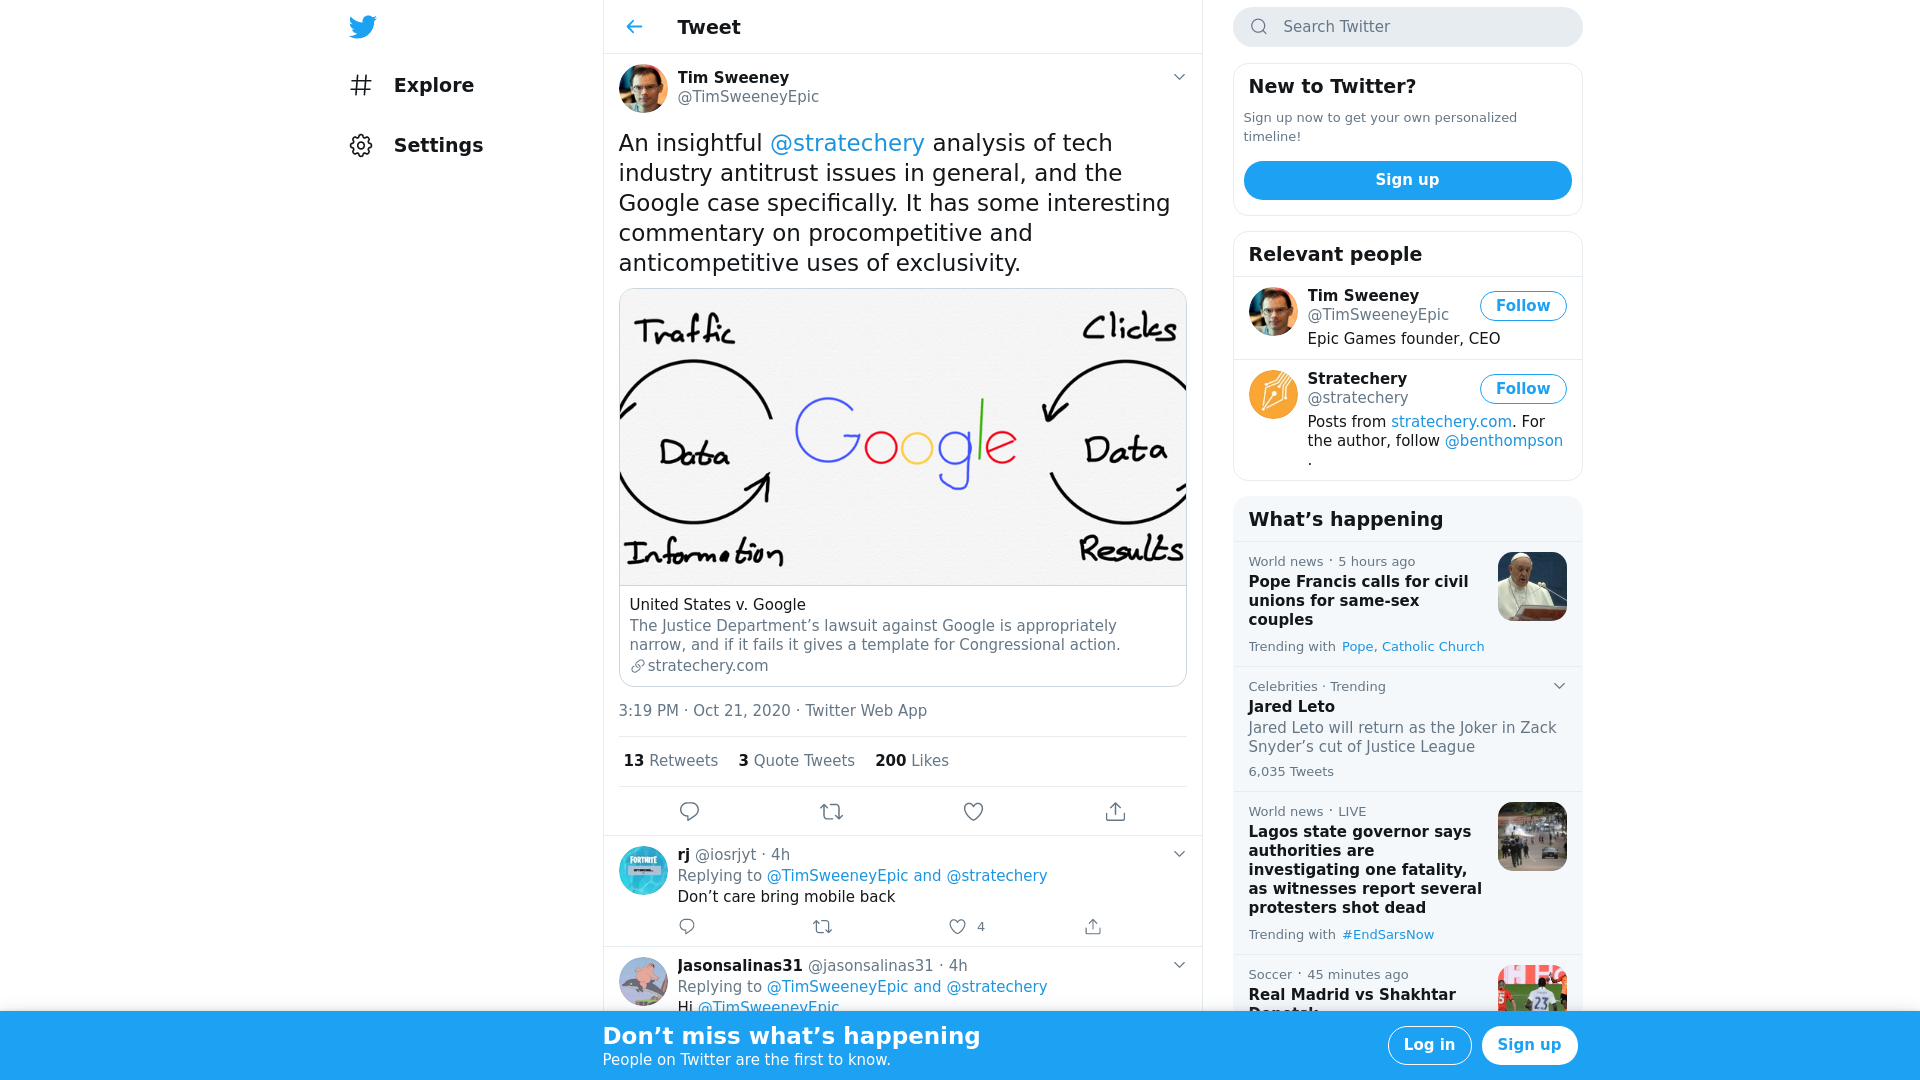 Explore
Settings
Tweet
Tim Sweeney
@TimSweeneyEpic
An insightful @stratechery analysis of tech
industry antitrust issues in general, and the
Google case specifically. It has some interesting
commentary on procompetitive and
anticompetitive uses of exclusivity.
Traffic
Clicks
Data
Google
Data
Information
Results
United States v. Google
The Justice Department’s lawsuit against Google is appropriately
narrow, and if it fails it gives a template for Congressional action.
stratechery.com
3:19 PM · Oct 21, 2020 · Twitter Web App
13 Retweets 3 Quote Tweets 200 Likes
FORTNITE
rj @iosrjyt · 4h
Replying to @TimSweeneyEpic and @stratechery
Don’t care bring mobile back
4
Jasonsalinas31 @jasonsalinas31 · 4h
Replying to @TimSweeneyEpic and @stratechery
Hi @TimSweeneyEpic
Search Twitter
New to Twitter?
Sign up now to get your own personalized
timeline!
Sign up
Relevant people
Tim Sweeney
@TimSweeneyEpic
Follow
Epic Games founder, CEO
Stratechery
@stratechery
Follow
Posts from stratechery.com. For
the author, follow @benthompson
.
What’s happening
World news · 5 hours ago
Pope Francis calls for civil
unions for same-sex
couples
Trending with Pope, Catholic Church
Celebrities · Trending
Jared Leto
Jared Leto will return as the Joker in Zack
Snyder’s cut of Justice League
6,035 Tweets
World news · LIVE
Lagos state governor says
authorities are
investigating one fatality,
as witnesses report several
protesters shot dead
Trending with #EndSarsNow
Soccer · 45 minutes ago
Real Madrid vs Shakhtar
23
Don’t miss what’s happening
People on Twitter are the first to know.
Log in
Sign up